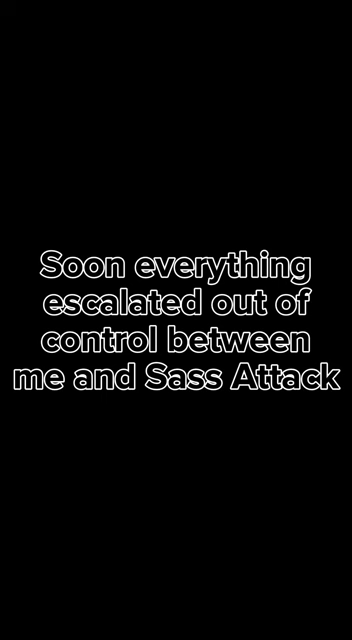 Soon everything
escalated out of
control between
me and Sass Attack